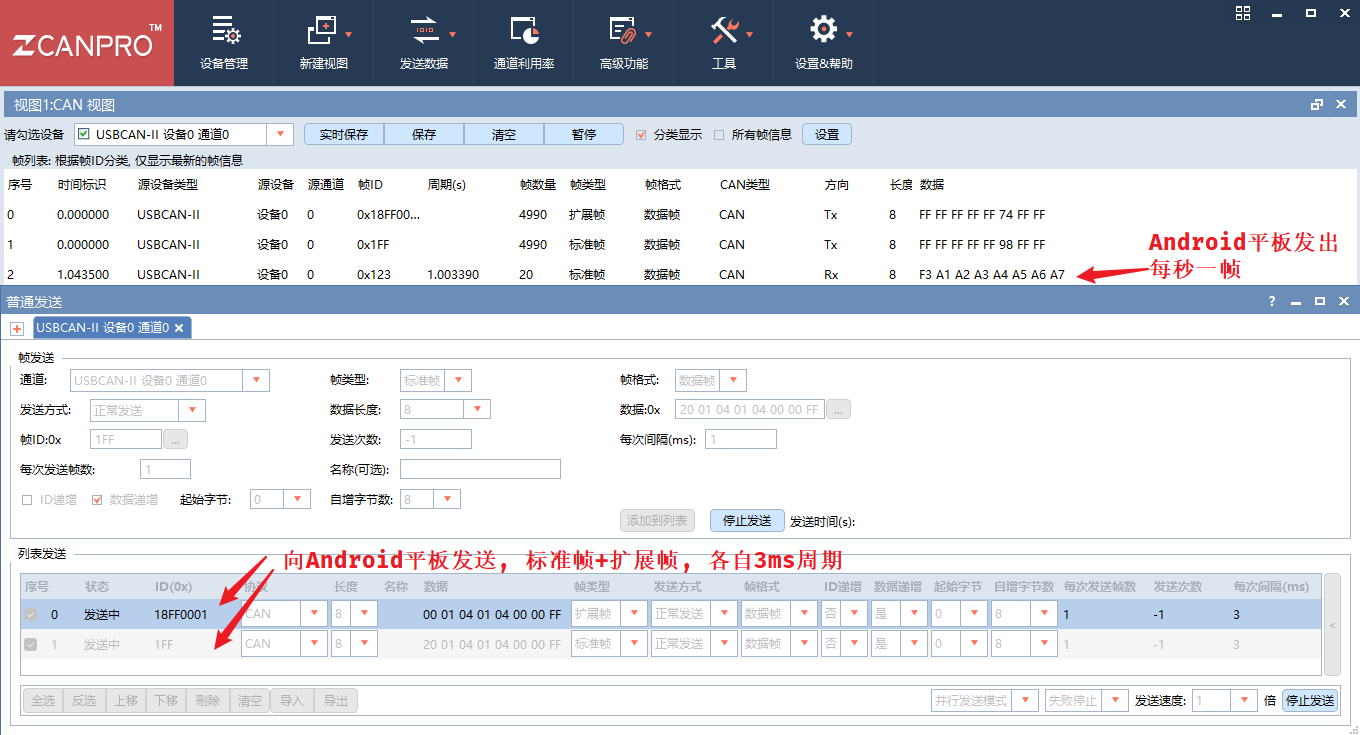 ZCANPRO™
设备管理
新建视图
发送数据
通道利用率
高级功能
工具
设置&帮助
视图1:CAN 视图
请勾选设备 USBCAN-II 设备0 通道0 实时保存 保存 清空 暂停 分类显示 所有帧信息 设置
帧列表: 根据帧ID分类, 仅显示最新的帧信息
序号 时间标识 源设备类型 源设备 源通道 帧ID 周期(s) 帧数量 帧类型 帧格式 CAN类型 方向 长度 数据
0 0.000000 USBCAN-II 设备0 0 0x18FF00... 4990 扩展帧 数据帧 CAN Tx 8 FF FF FF FF FF 74 FF FF
1 0.000000 USBCAN-II 设备0 0 0x1FF 4990 标准帧 数据帧 CAN Tx 8 FF FF FF FF FF 98 FF FF
2 1.043500 USBCAN-II 设备0 0 0x123 1.003390 20 标准帧 数据帧 CAN Rx 8 F3 A1 A2 A3 A4 A5 A6 A7
Android平板发出
每秒一帧
普通发送
USBCAN-II 设备0 通道0
帧发送
通道: USBCAN-II 设备0 通道0 帧类型: 标准帧 帧格式: 数据帧
发送方式: 正常发送 数据长度: 8 数据:0x 20 01 04 01 04 00 00 FF ...
帧ID:0x 1FF ... 发送次数: -1 每次间隔(ms): 1
每次发送帧数: 1 名称(可选):
ID递增 数据递增 起始字节: 0 自增字节数: 8
添加到列表 停止发送 发送时间(s):
列表发送
向Android平板发送, 标准帧+扩展帧, 各自3ms周期
序号 状态 ID(0x) 协议 长度 名称 数据 帧类型 发送方式 帧格式 ID递增 数据递增 起始字节 自增字节数 每次发送帧数 发送次数 每次间隔(ms)
0 发送中 18FF0001 CAN 8 00 01 04 01 04 00 00 FF 扩展帧 正常发送 数据帧 否 是 0 8 1 -1 3
1 发送中 1FF CAN 8 20 01 04 01 04 00 00 FF 标准帧 正常发送 数据帧 否 是 0 8 1 -1 3
全选 反选 上移 下移 删除 清空 导入 导出 并行发送模式 失败停止 发送速度: 1 倍 停止发送